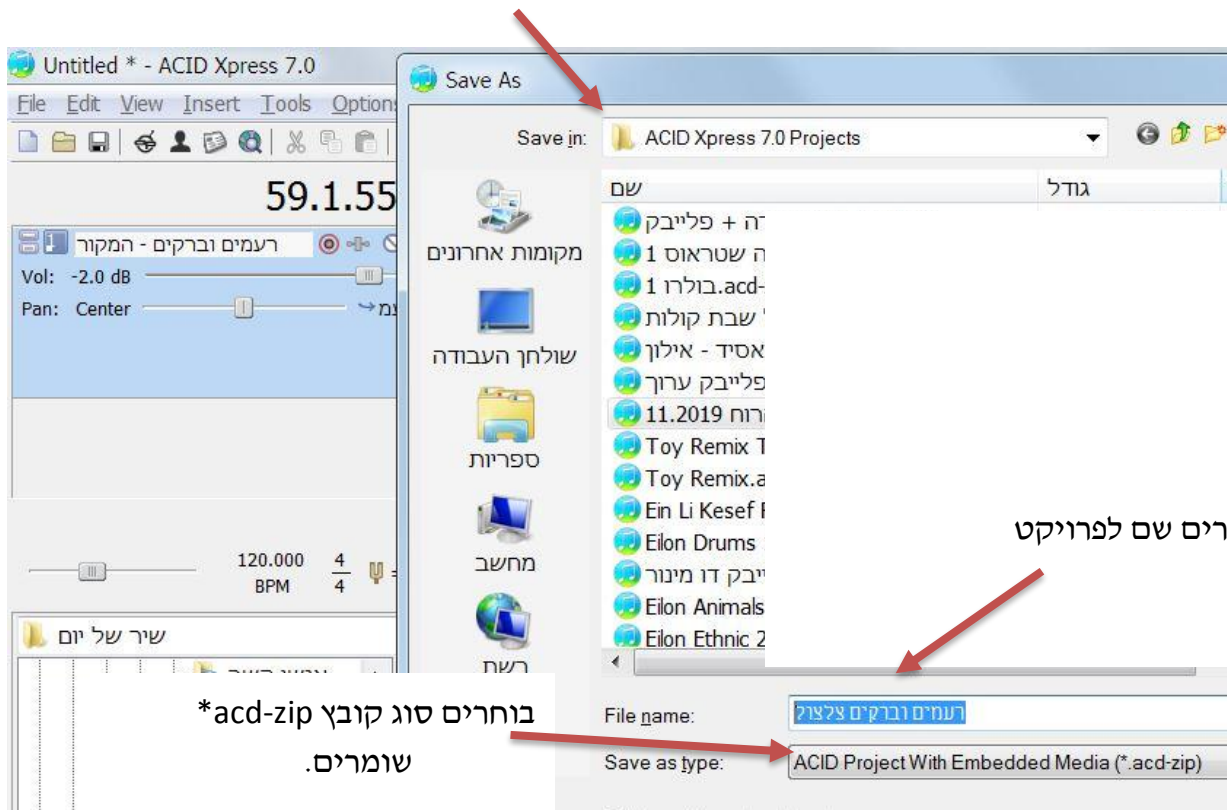 Untitled * - ACID Xpress 7.0
File Edit View Insert Tools Options
59.1.55
רעמים וברקים - המקור
Vol: -2.0 dB
Pan: Center
120.000
BPM
4
4
שיר של יום
Save As
Save in: ACID Xpress 7.0 Projects
שם גודל
מקומות אחרונים
שולחן העבודה
ספריות
מחשב
רשת
רה + פלייבק
ה שטראוס 1
בולרו 1.acd-
שבת קולות
אסיד - אילון
פלייבק ערוך
רוח 11.2019
Toy Remix T
Toy Remix.a
Ein Li Kesef
Eilon Drums
יבק דו מינור
Eilon Animals
Eilon Ethnic 2
רים שם לפרויקט
בוחרים סוג קובץ acd-zip*
שומרים.
File name: רעמים וברקים צלצול
Save as type: ACID Project With Embedded Media (*.acd-zip)